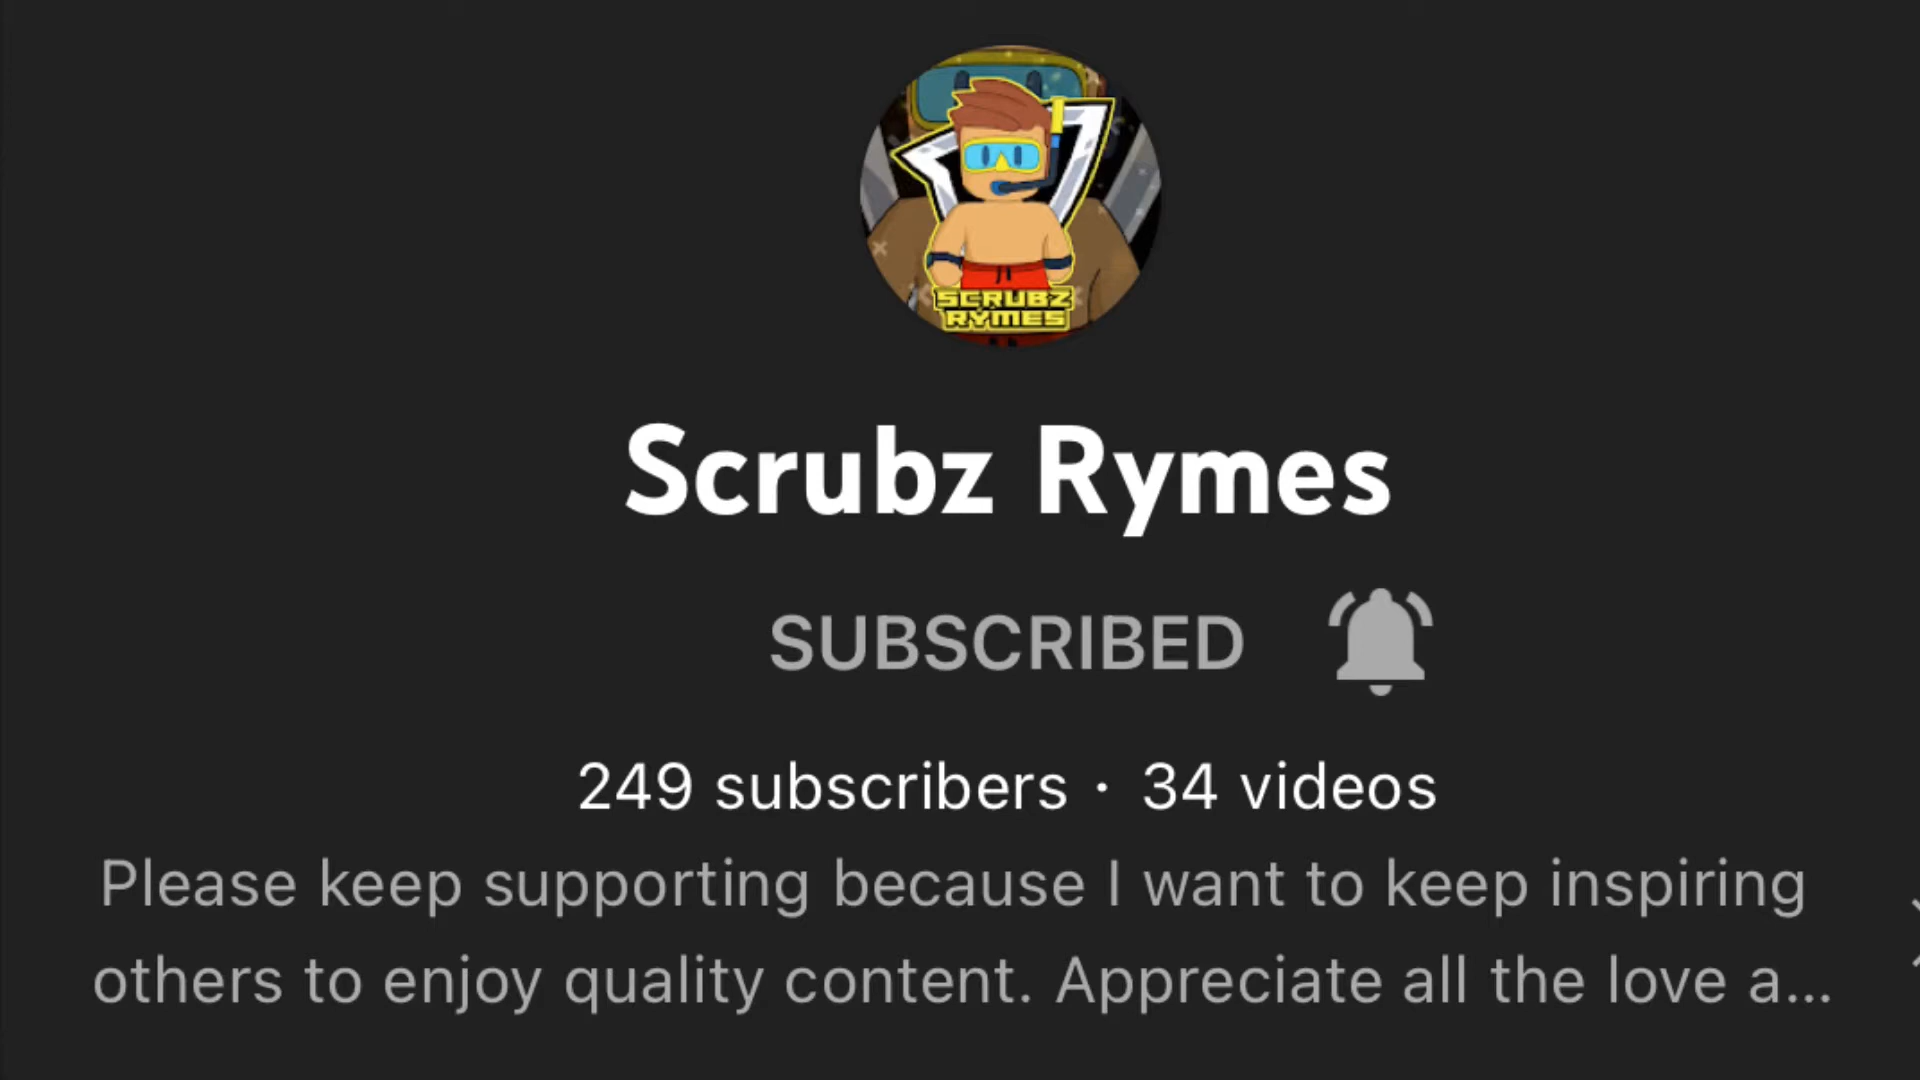 SCRUBZ
RYMES
Scrubz Rymes
SUBSCRIBED
249 subscribers · 34 videos
Please keep supporting because I want to keep inspiring
others to enjoy quality content. Appreciate all the love a...